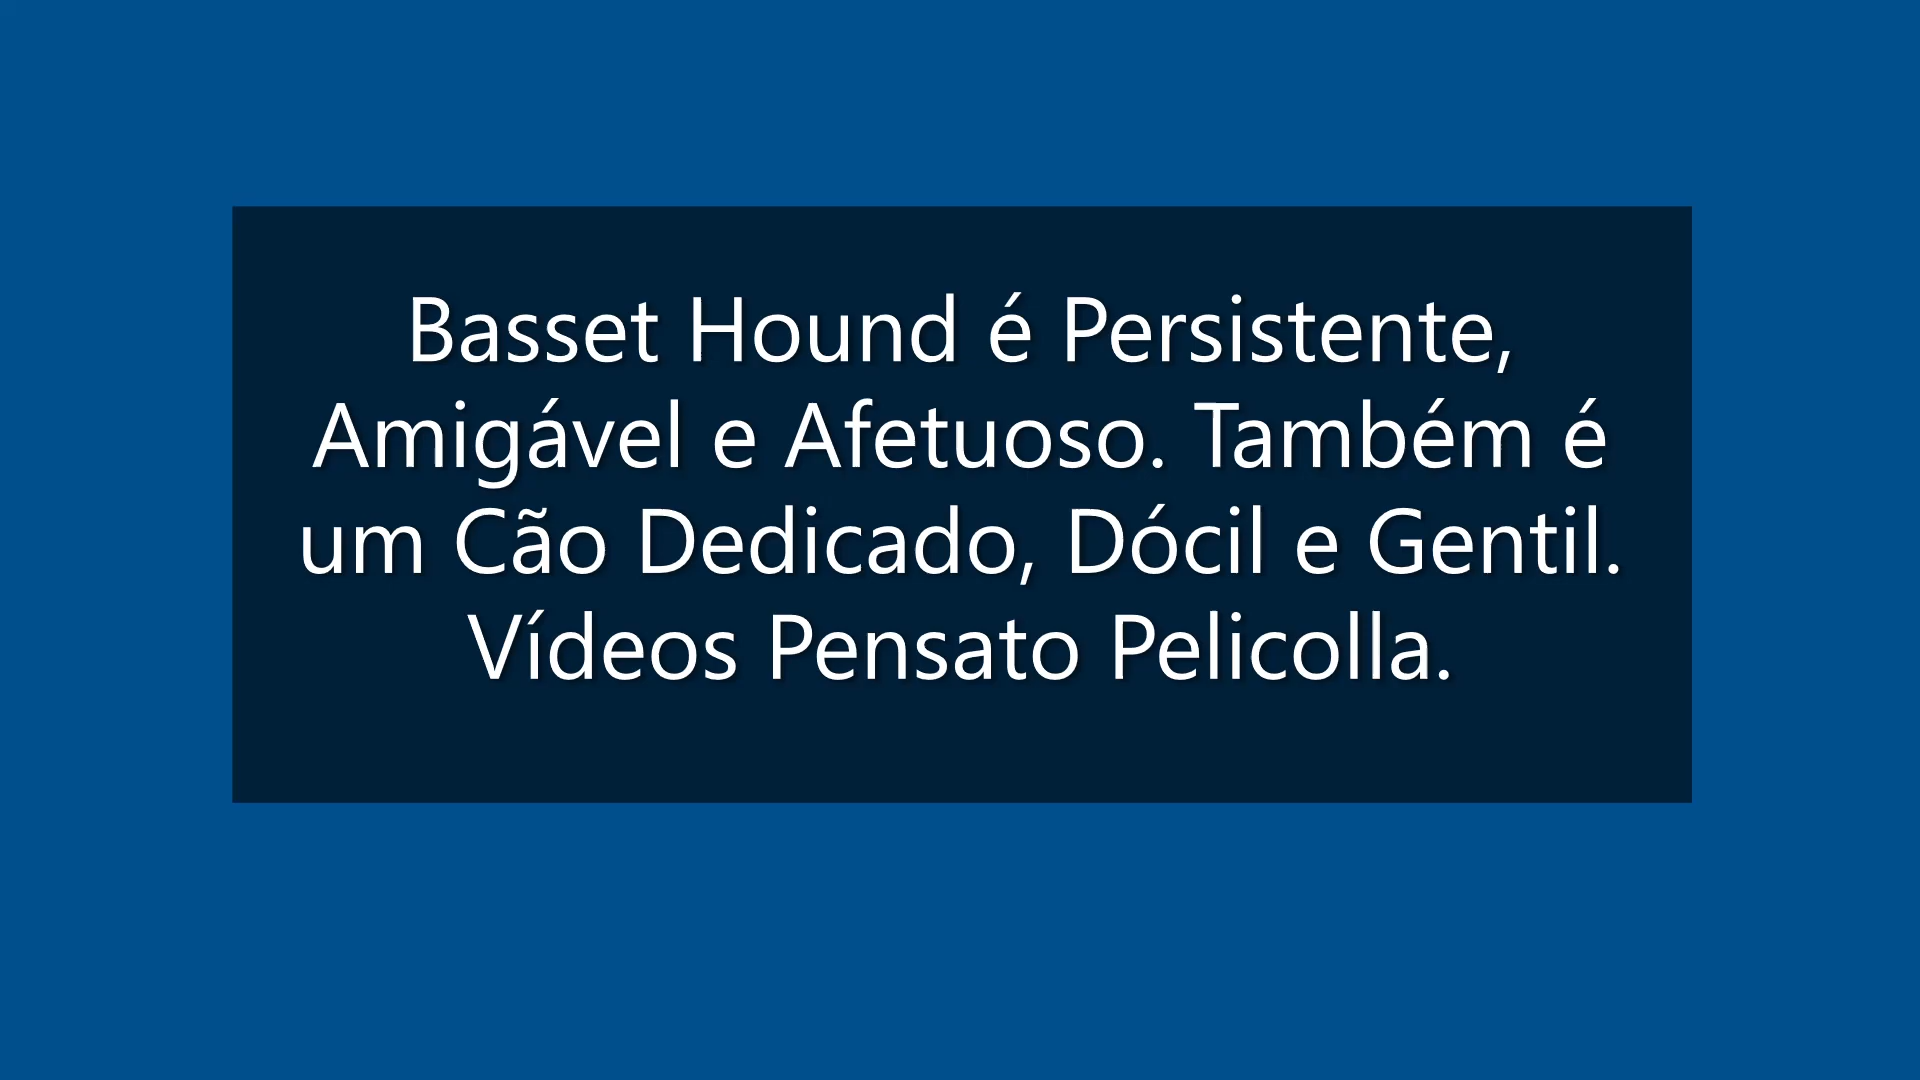 Basset Hound é Persistente,
Amigável e Afetuoso. Também é
um Cão Dedicado, Dócil e Gentil.
Vídeos Pensato Pelicolla.